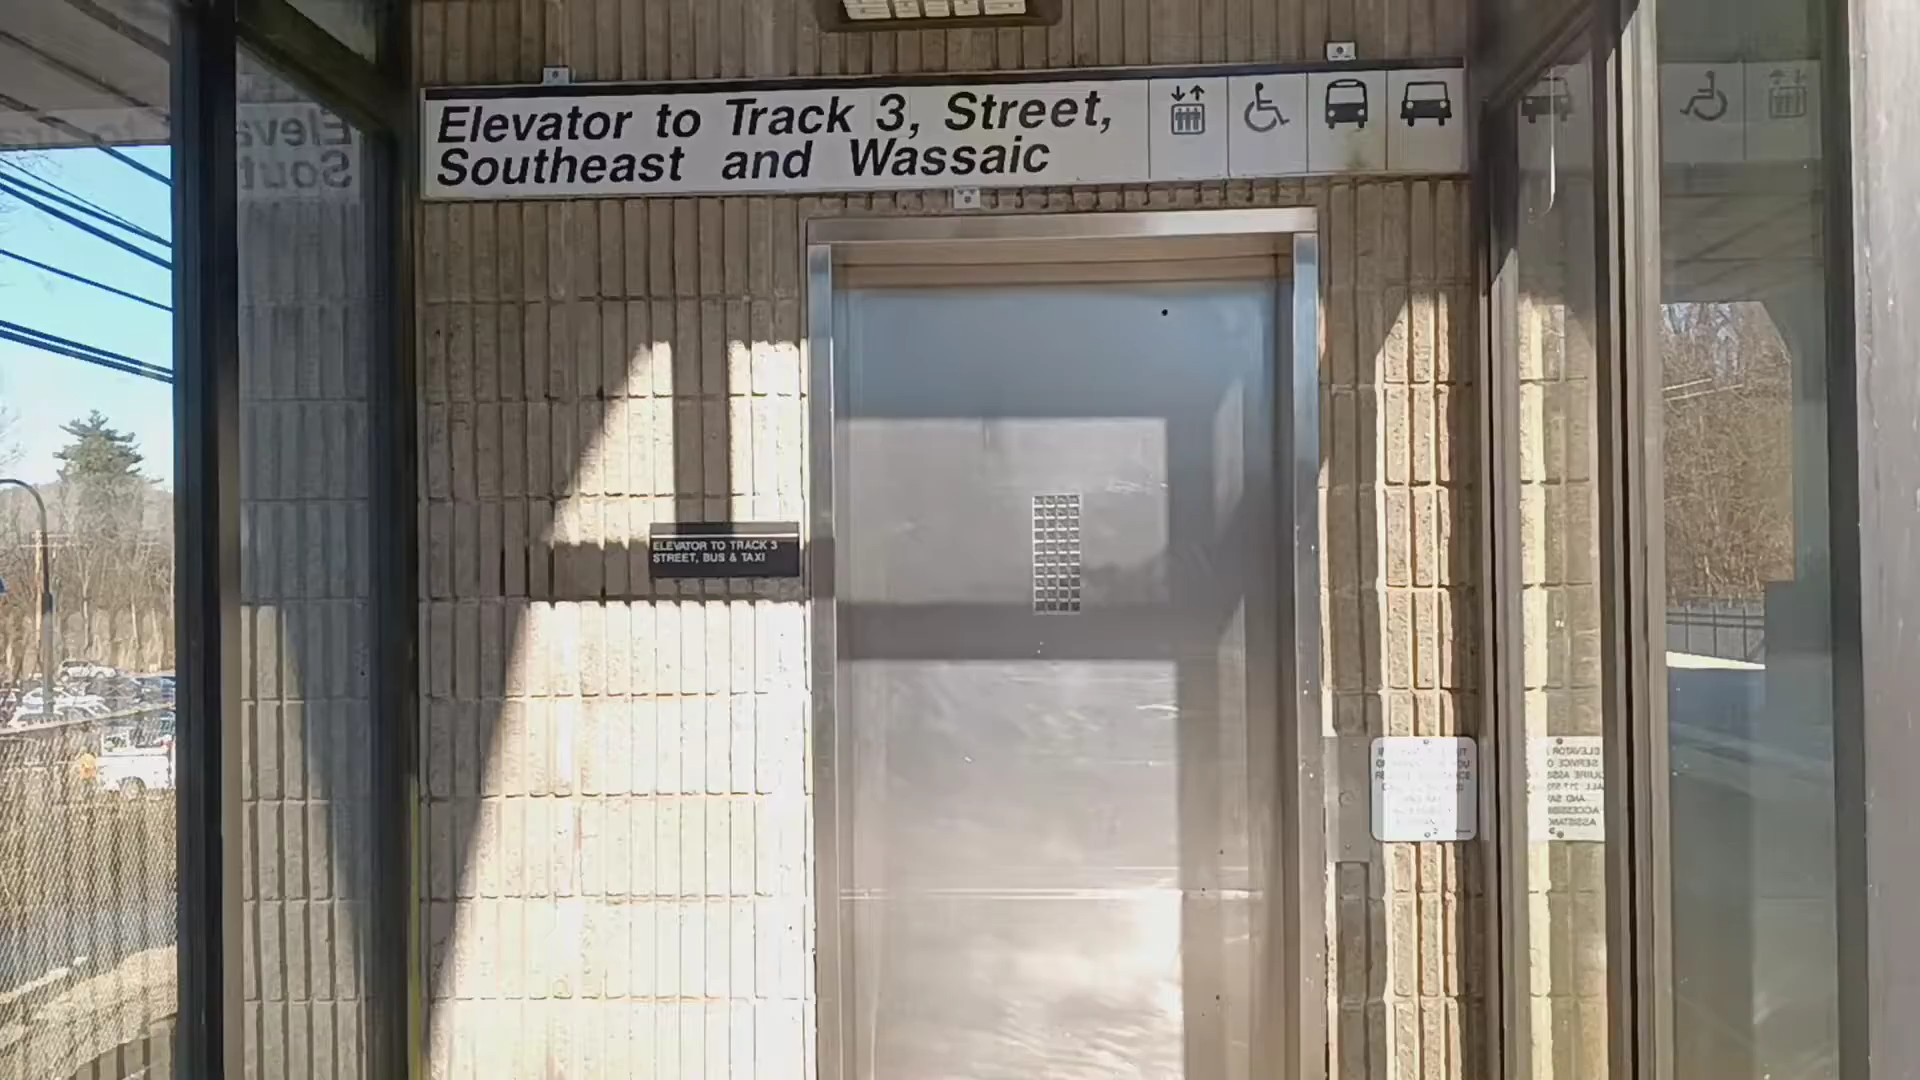 Elevator to Track 3, Street,
Southeast and Wassaic
ELEVATOR TO TRACK 3
STREET, BUS & TAXI